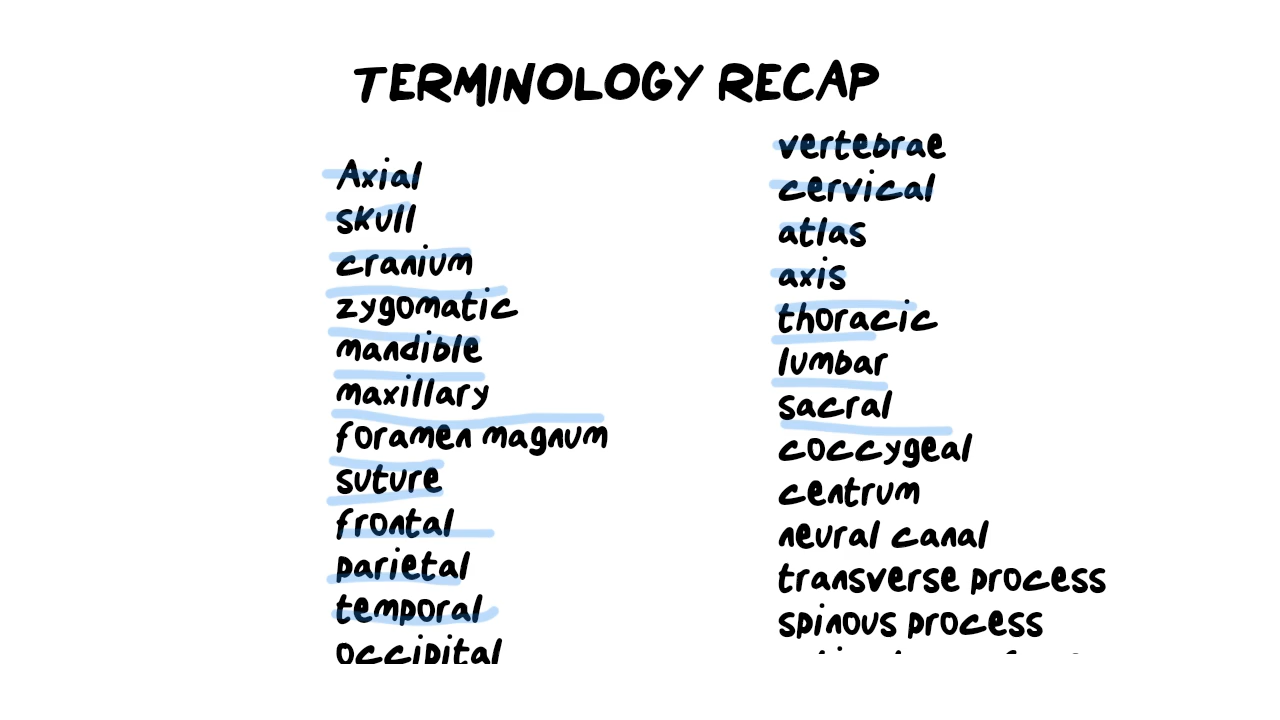 TERMINOLOGY RECAP
Axial
skull
cranium
zygomatic
mandible
maxillary
foramen magnum
suture
frontal
parietal
temporal
occipital
vertebrae
cervical
atlas
axis
thoracic
lumbar
sacral
coccygeal
centrum
neural canal
transverse process
spinous process